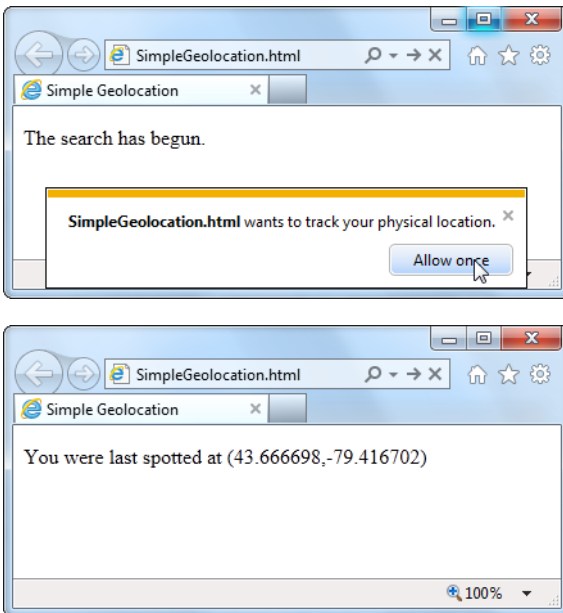 SimpleGeolocation.html
Simple Geolocation
The search has begun.
SimpleGeolocation.html wants to track your physical location.
Allow once
SimpleGeolocation.html
Simple Geolocation
You were last spotted at (43.666698,-79.416702)
100%